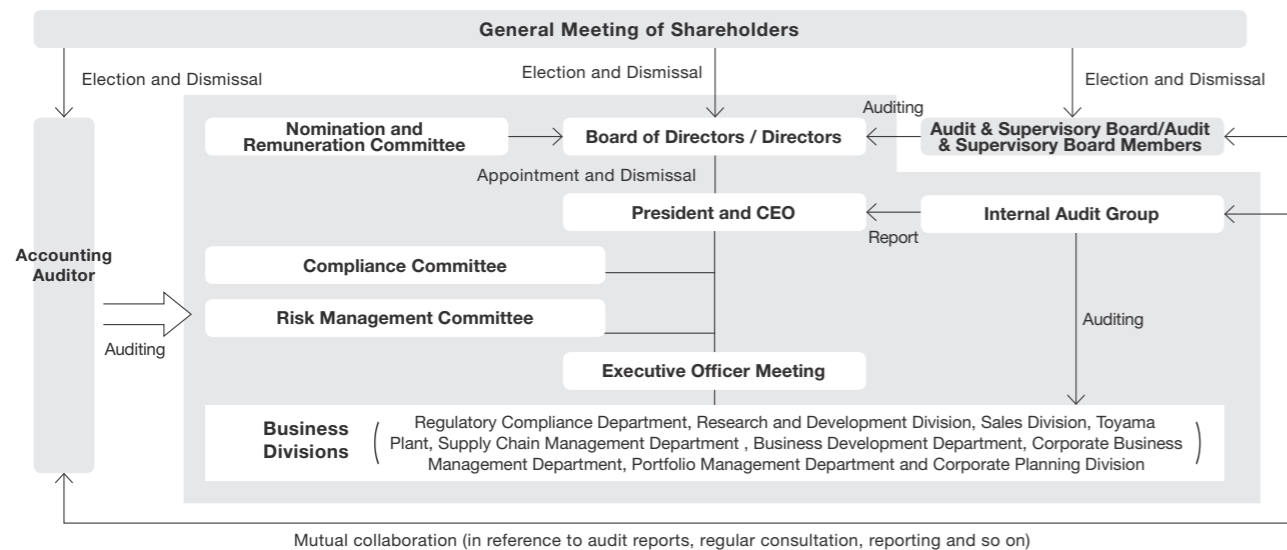 General Meeting of Shareholders
Election and Dismissal
Election and Dismissal
Election and Dismissal
Nomination and
Remuneration Committee
Board of Directors / Directors
Auditing
Audit & Supervisory Board/Audit
& Supervisory Board Members
Appointment and Dismissal
President and CEO
Report
Internal Audit Group
Accounting
Auditor
Auditing
Compliance Committee
Risk Management Committee
Auditing
Executive Officer Meeting
Business
Divisions
Regulatory Compliance Department, Research and Development Division, Sales Division, Toyama
Plant, Supply Chain Management Department , Business Development Department, Corporate Business
Management Department, Portfolio Management Department and Corporate Planning Division
Mutual collaboration (in reference to audit reports, regular consultation, reporting and so on)